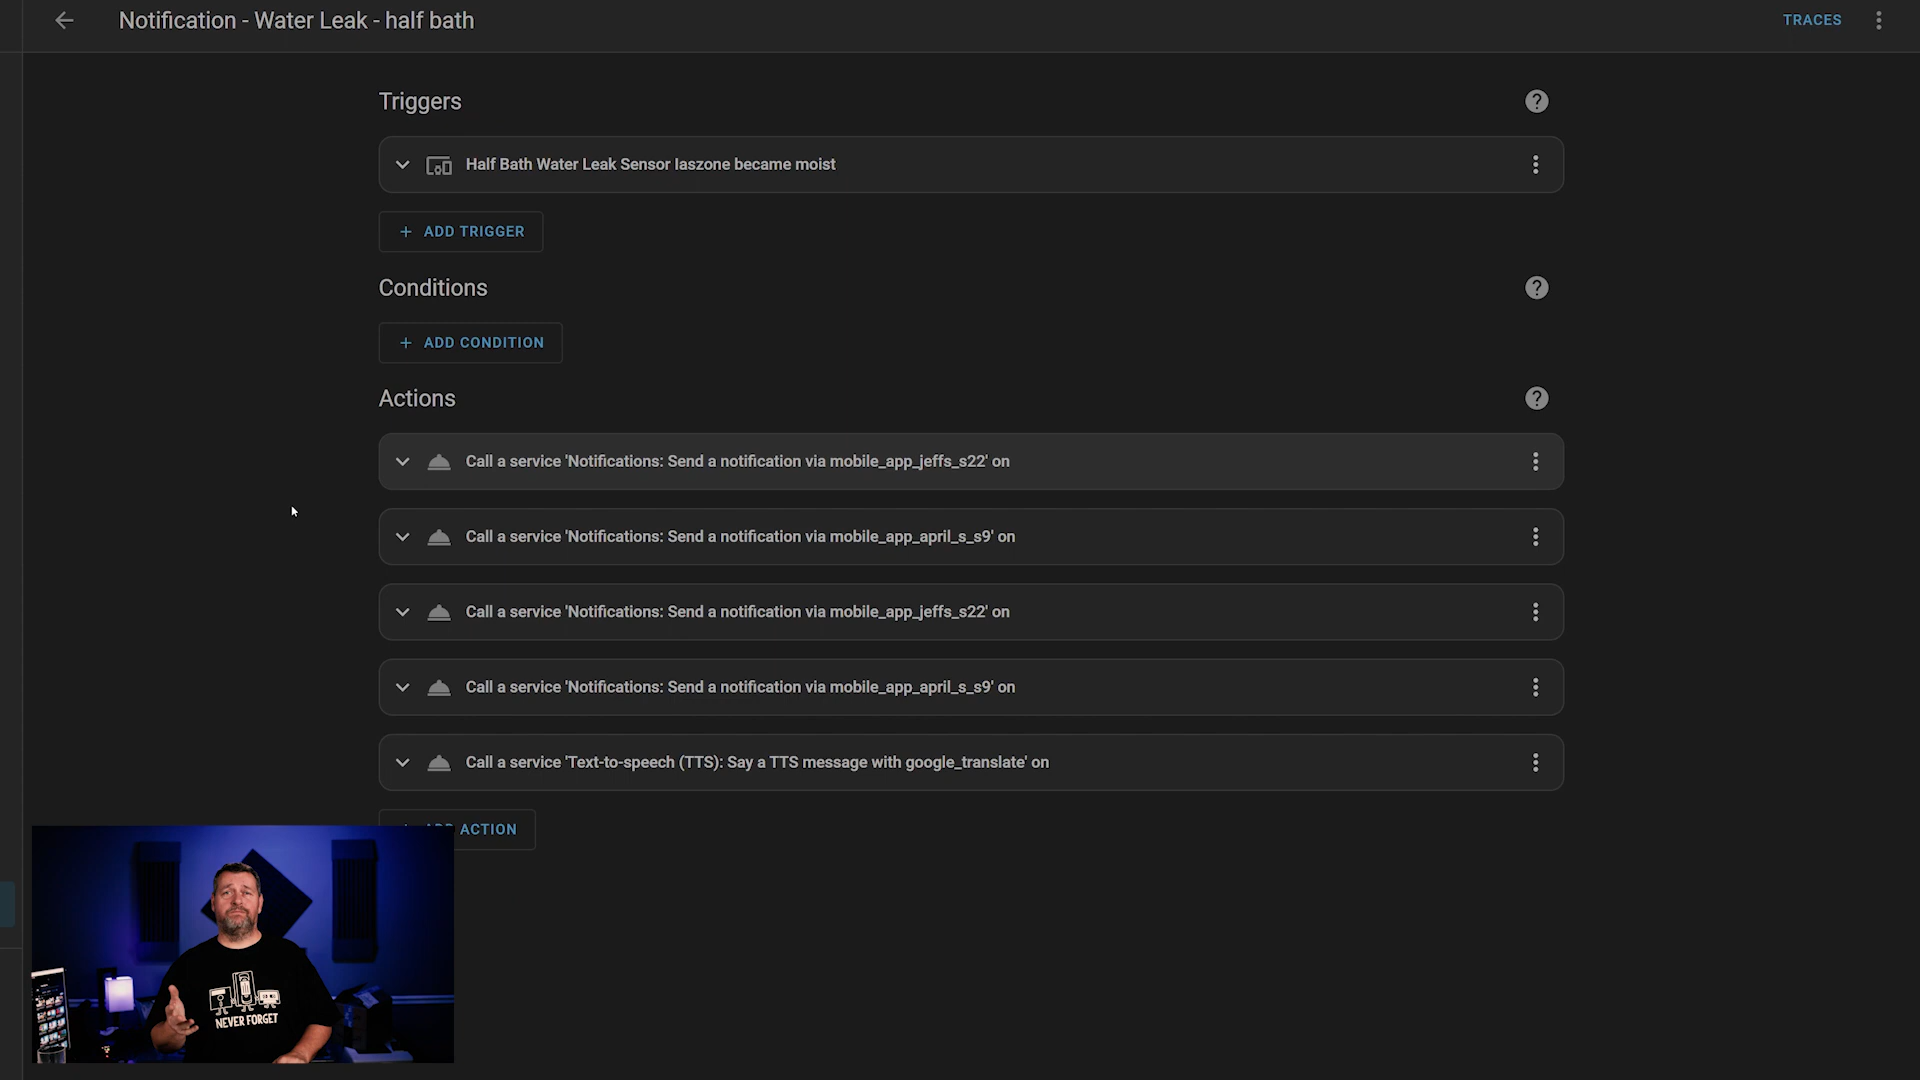 Notification - Water Leak - half bath
TRACES
Triggers
Half Bath Water Leak Sensor Iaszone became moist
+ ADD TRIGGER
Conditions
+ ADD CONDITION
Actions
Call a service 'Notifications: Send a notification via mobile_app_jeffs_s22' on
Call a service 'Notifications: Send a notification via mobile_app_april_s_s9' on
Call a service 'Notifications: Send a notification via mobile_app_jeffs_s22' on
Call a service 'Notifications: Send a notification via mobile_app_april_s_s9' on
Call a service 'Text-to-speech (TTS): Say a TTS message with google_translate' on
ADD ACTION
NEVER FORGET